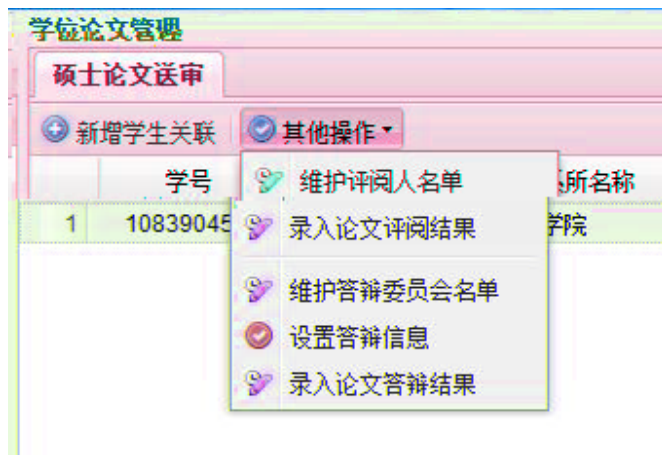 学位论文管理
硕士论文送审
新增学生关联 其他操作
学号 所名称
1 10839045 学院
维护评阅人名单
录入论文评阅结果
维护答辩委员会名单
设置答辩信息
录入论文答辩结果